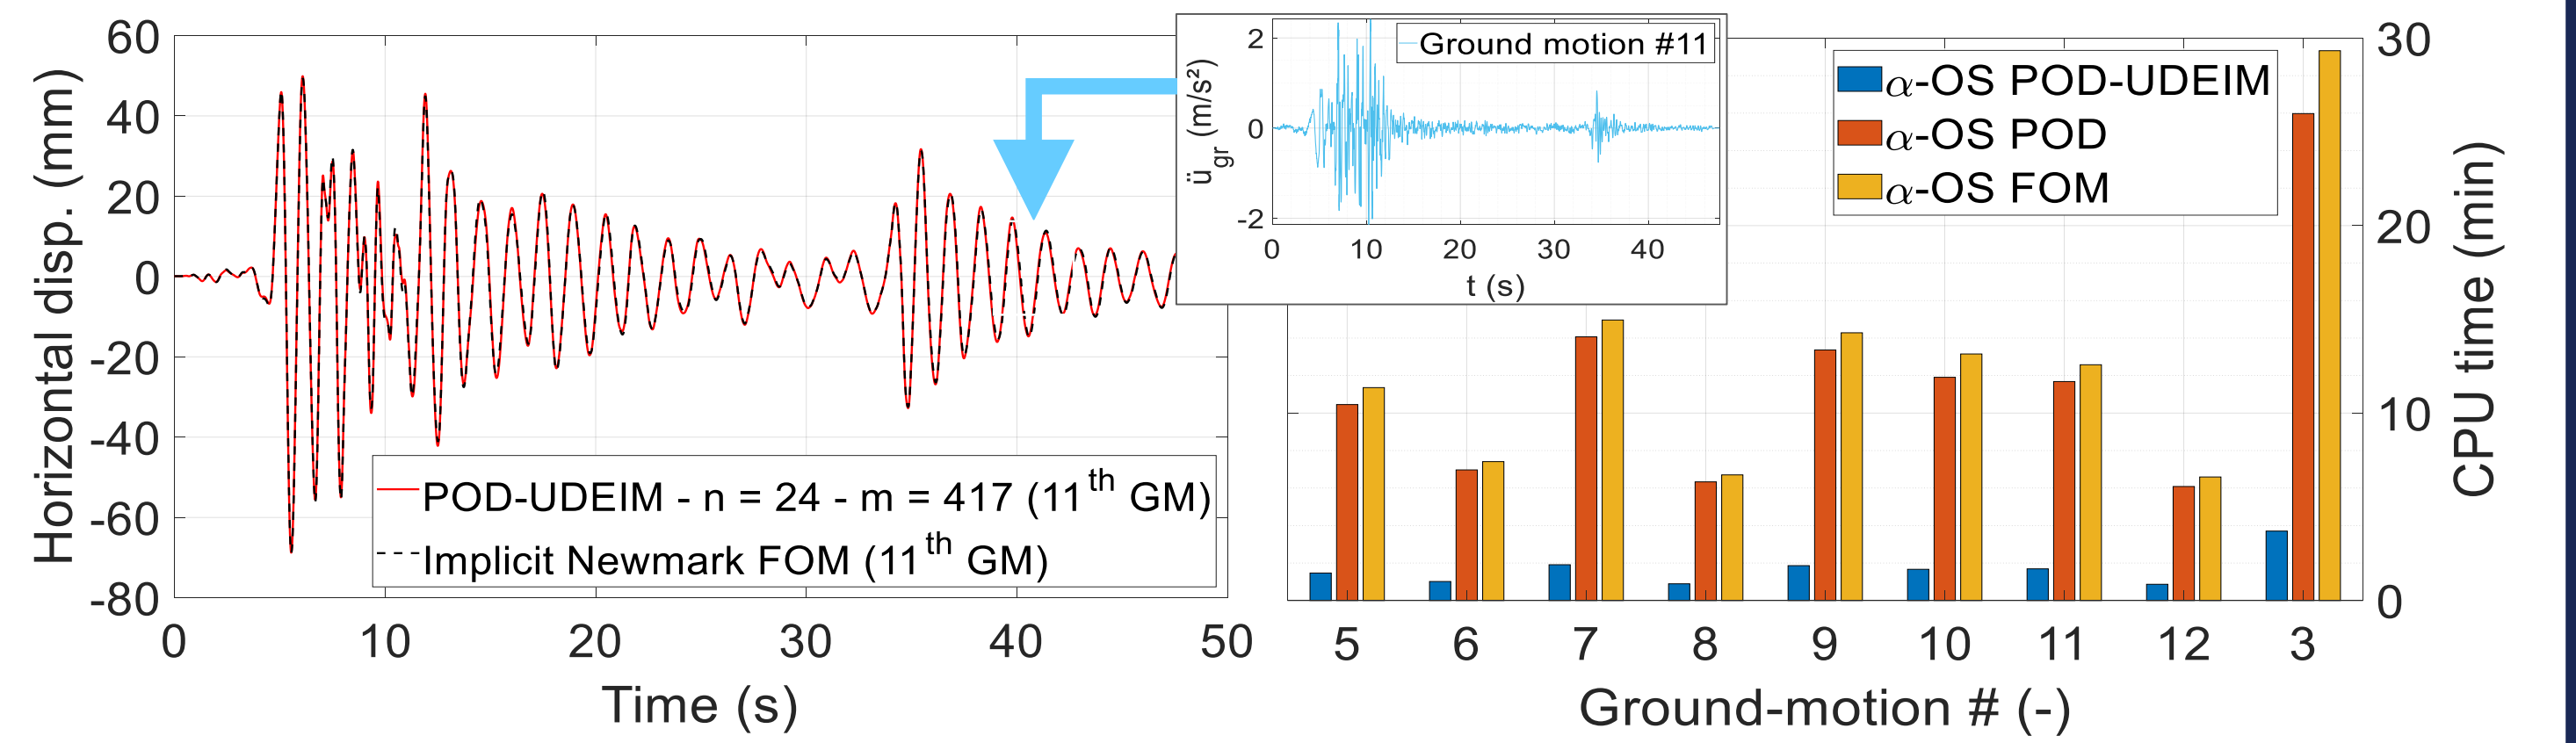 Horizontal disp. (mm)
60
40
20
0
-20
-40
-60
-80
0 10 20 30 40 50
Time (s)
POD-UDEIM - n = 24 - m = 417 (11th GM)
Implicit Newmark FOM (11th GM)
Ground motion #11
ü_gr (m/s²)
2
0
-2
0 10 20 30 40
t (s)
α-OS POD-UDEIM
α-OS POD
α-OS FOM
30
20
10
0
CPU time (min)
5 6 7 8 9 10 11 12 3
Ground-motion # (-)